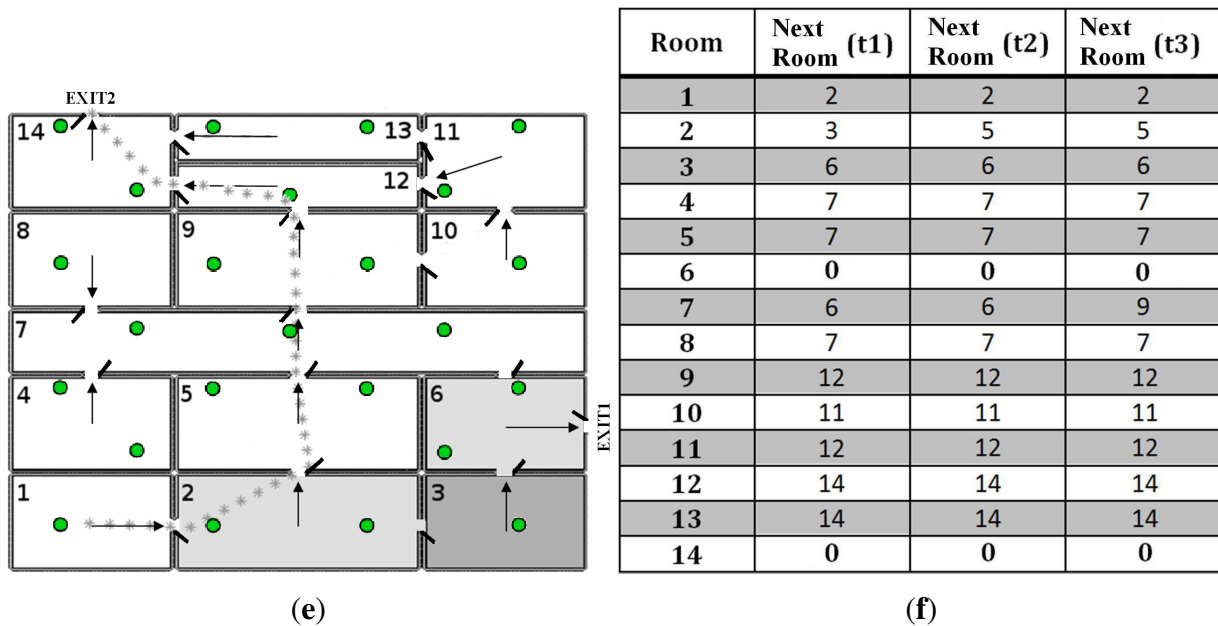 EXIT2
14
13
11
12
8
9
10
7
4
5
6
EXIT1
1
2
3
(e)
Room Next Room (t1) Next Room (t2) Next Room (t3)
1 2 2 2
2 3 5 5
3 6 6 6
4 7 7 7
5 7 7 7
6 0 0 0
7 6 6 9
8 7 7 7
9 12 12 12
10 11 11 11
11 12 12 12
12 14 14 14
13 14 14 14
14 0 0 0
(f)